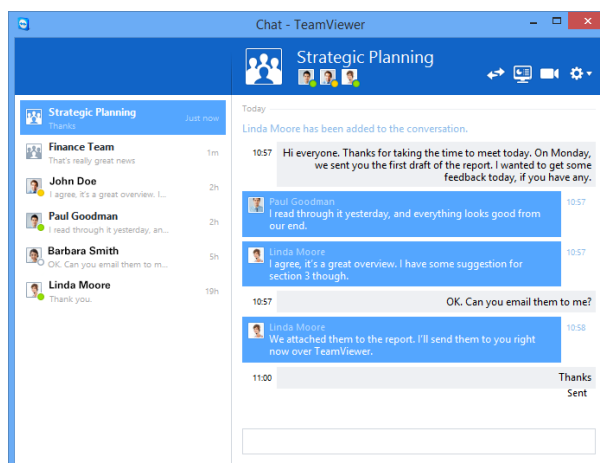 Chat - TeamViewer
Strategic Planning
Strategic Planning
Thanks
Just now
Finance Team
That's really great news
1m
John Doe
I agree, it's a great overview. I...
2h
Paul Goodman
I read through it yesterday, an...
2h
Barbara Smith
OK. Can you email them to m...
5h
Linda Moore
Thank you.
19h
Today
Linda Moore has been added to the conversation.
10:57
Hi everyone. Thanks for taking the time to meet today. On Monday,
we sent you the first draft of the report. I wanted to get some
feedback today, if you have any.
Paul Goodman
10:57
I read through it yesterday, and everything looks good from
our end.
Linda Moore
10:57
I agree, it's a great overview. I have some suggestion for
section 3 though.
10:57
OK. Can you email them to me?
Linda Moore
10:58
We attached them to the report. I'll send them to you right
now over TeamViewer.
11:00
Thanks
Sent